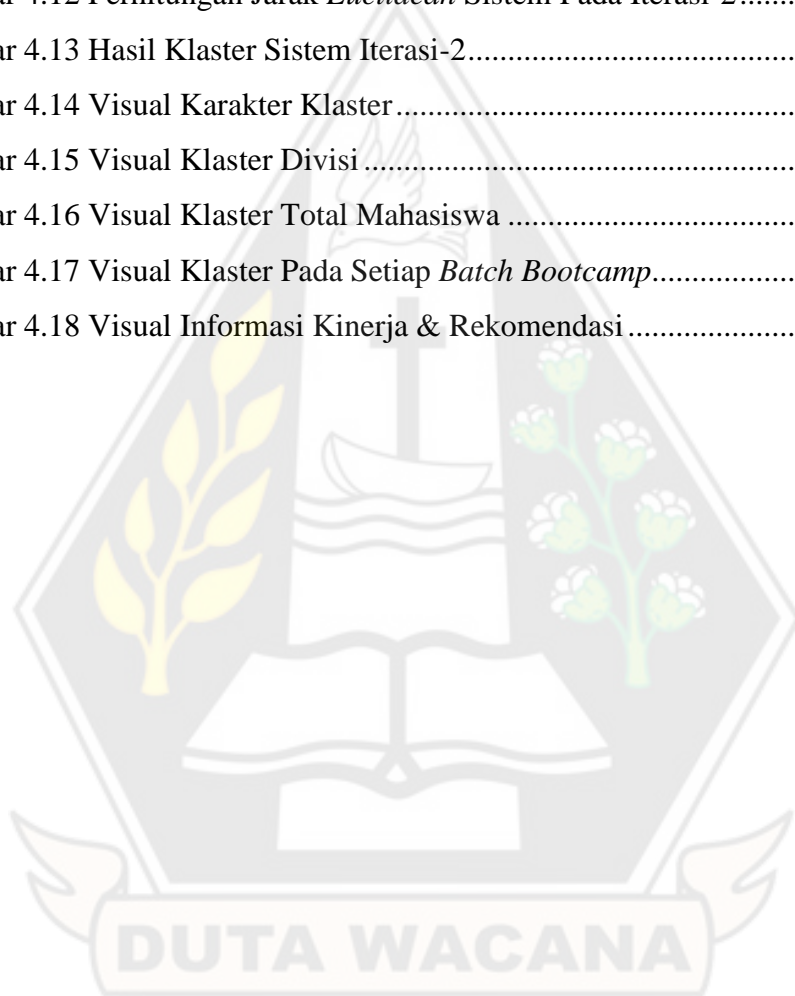 ar 4.12 Perhitungan Jarak Euclidean Sistem Pada Iterasi-2.......
ar 4.13 Hasil Klaster Sistem Iterasi-2.....................................
ar 4.14 Visual Karakter Klaster.............................................
ar 4.15 Visual Klaster Divisi.................................................
ar 4.16 Visual Klaster Total Mahasiswa ................................
ar 4.17 Visual Klaster Pada Setiap Batch Bootcamp................
ar 4.18 Visual Informasi Kinerja & Rekomendasi...................
DUTA WACANA